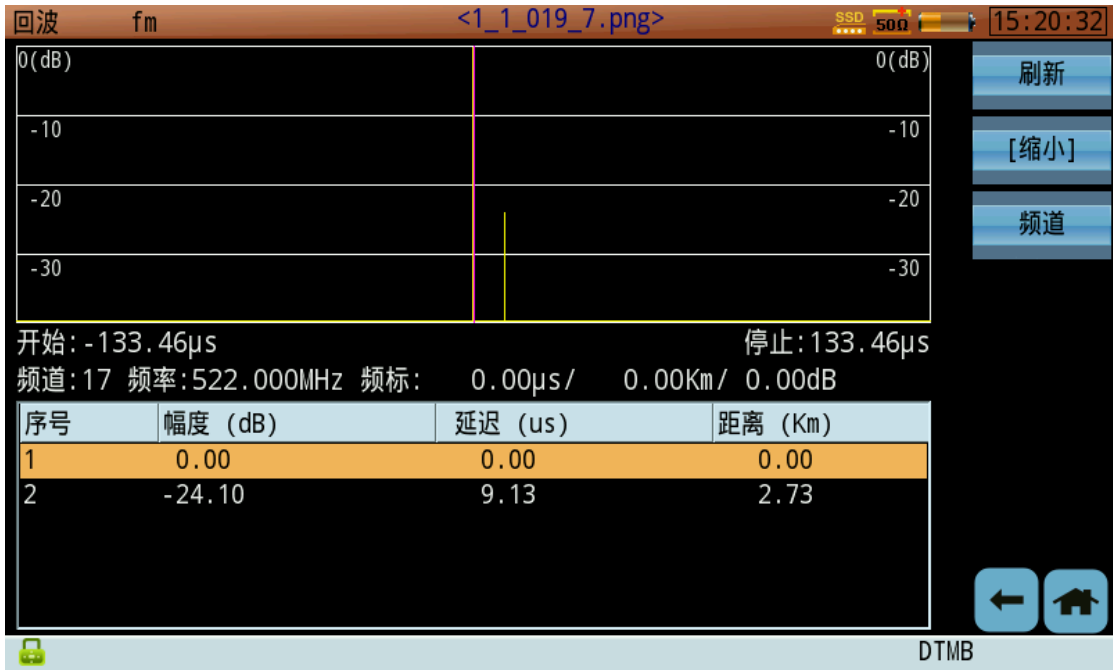 回波 fm <1_1_019_7.png> SSD 50Ω 15:20:32
0(dB) 0(dB)
-10 -10
-20 -20
-30 -30
刷新
[缩小]
频道
开始:-133.46µs 停止:133.46µs
频道:17 频率:522.000MHz 频标: 0.00µs/ 0.00Km/ 0.00dB
序号 幅度 (dB) 延迟 (us) 距离 (Km)
1 0.00 0.00 0.00
2 -24.10 9.13 2.73
DTMB